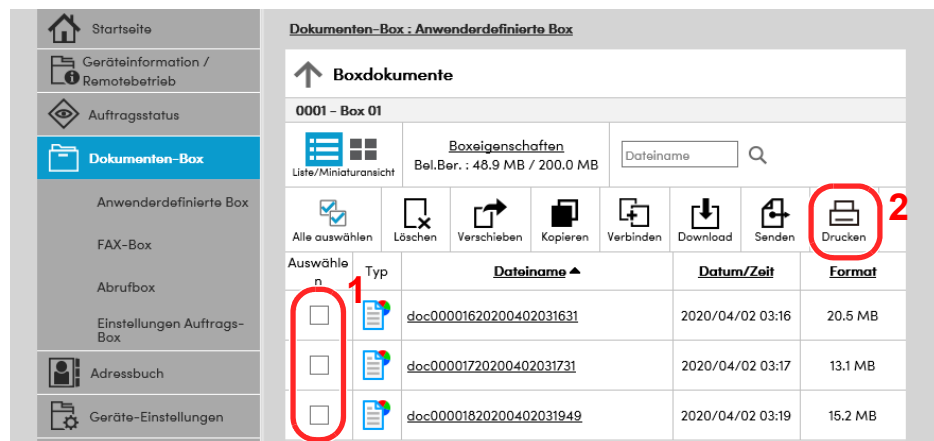 Startseite
Geräteinformation /
Remotebetrieb
Auftragsstatus
Dokumenten-Box
Anwenderdefinierte Box
FAX-Box
Abrufbox
Einstellungen Auftrags-
Box
Adressbuch
Geräte-Einstellungen
Dokumenten-Box : Anwenderdefinierte Box
Boxdokumente
0001 - Box 01
Liste/Miniaturansicht
Boxeigenschaften
Bel.Ber. : 48.9 MB / 200.0 MB
Dateiname
Alle auswählen Löschen Verschieben Kopieren Verbinden Download Senden Drucken 2
Auswähle
n Typ Dateiname Datum/Zeit Format
1
doc00001620200402031631 2020/04/02 03:16 20.5 MB
doc00001720200402031731 2020/04/02 03:17 13.1 MB
doc00001820200402031949 2020/04/02 03:19 15.2 MB